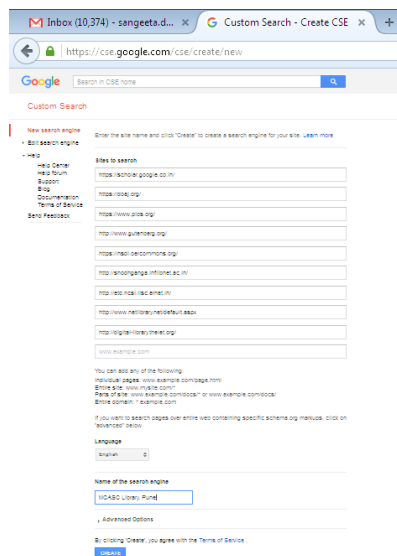 Inbox (10,374) - sangeeta.d... ×
Custom Search - Create CSE ×
https://cse.google.com/cse/create/new
Google Search in CSE home
Custom Search
New search engine
Edit search engine
Help
Help Center
Help forum
Support
Blog
Documentation
Terms of Service
Send Feedback
Enter the site name and click "Create" to create a search engine for your site. Learn more
Sites to search
https://scholar.google.co.in/
https://doaj.org/
https://www.plos.org/
http://www.gutenberg.org/
https://nsdl.oercommons.org/
http://shodhganga.inflibnet.ac.in/
http://etd.ncsi.iisc.ernet.in/
http://www.netlibrary.net/default.aspx
http://digital-library.theiet.org/
www.example.com
You can add any of the following:
Individual pages: www.example.com/page.html
Entire site: www.mysite.com/*
Parts of site: www.example.com/docs/* or www.example.com/docs/
Entire domain: *.example.com
If you want to search pages over entire web containing specific schema.org markups, click on
"advanced" below.
Language
English
Name of the search engine
MCASC Library, Pune
Advanced Options
By clicking 'Create', you agree with the Terms of Service.
CREATE